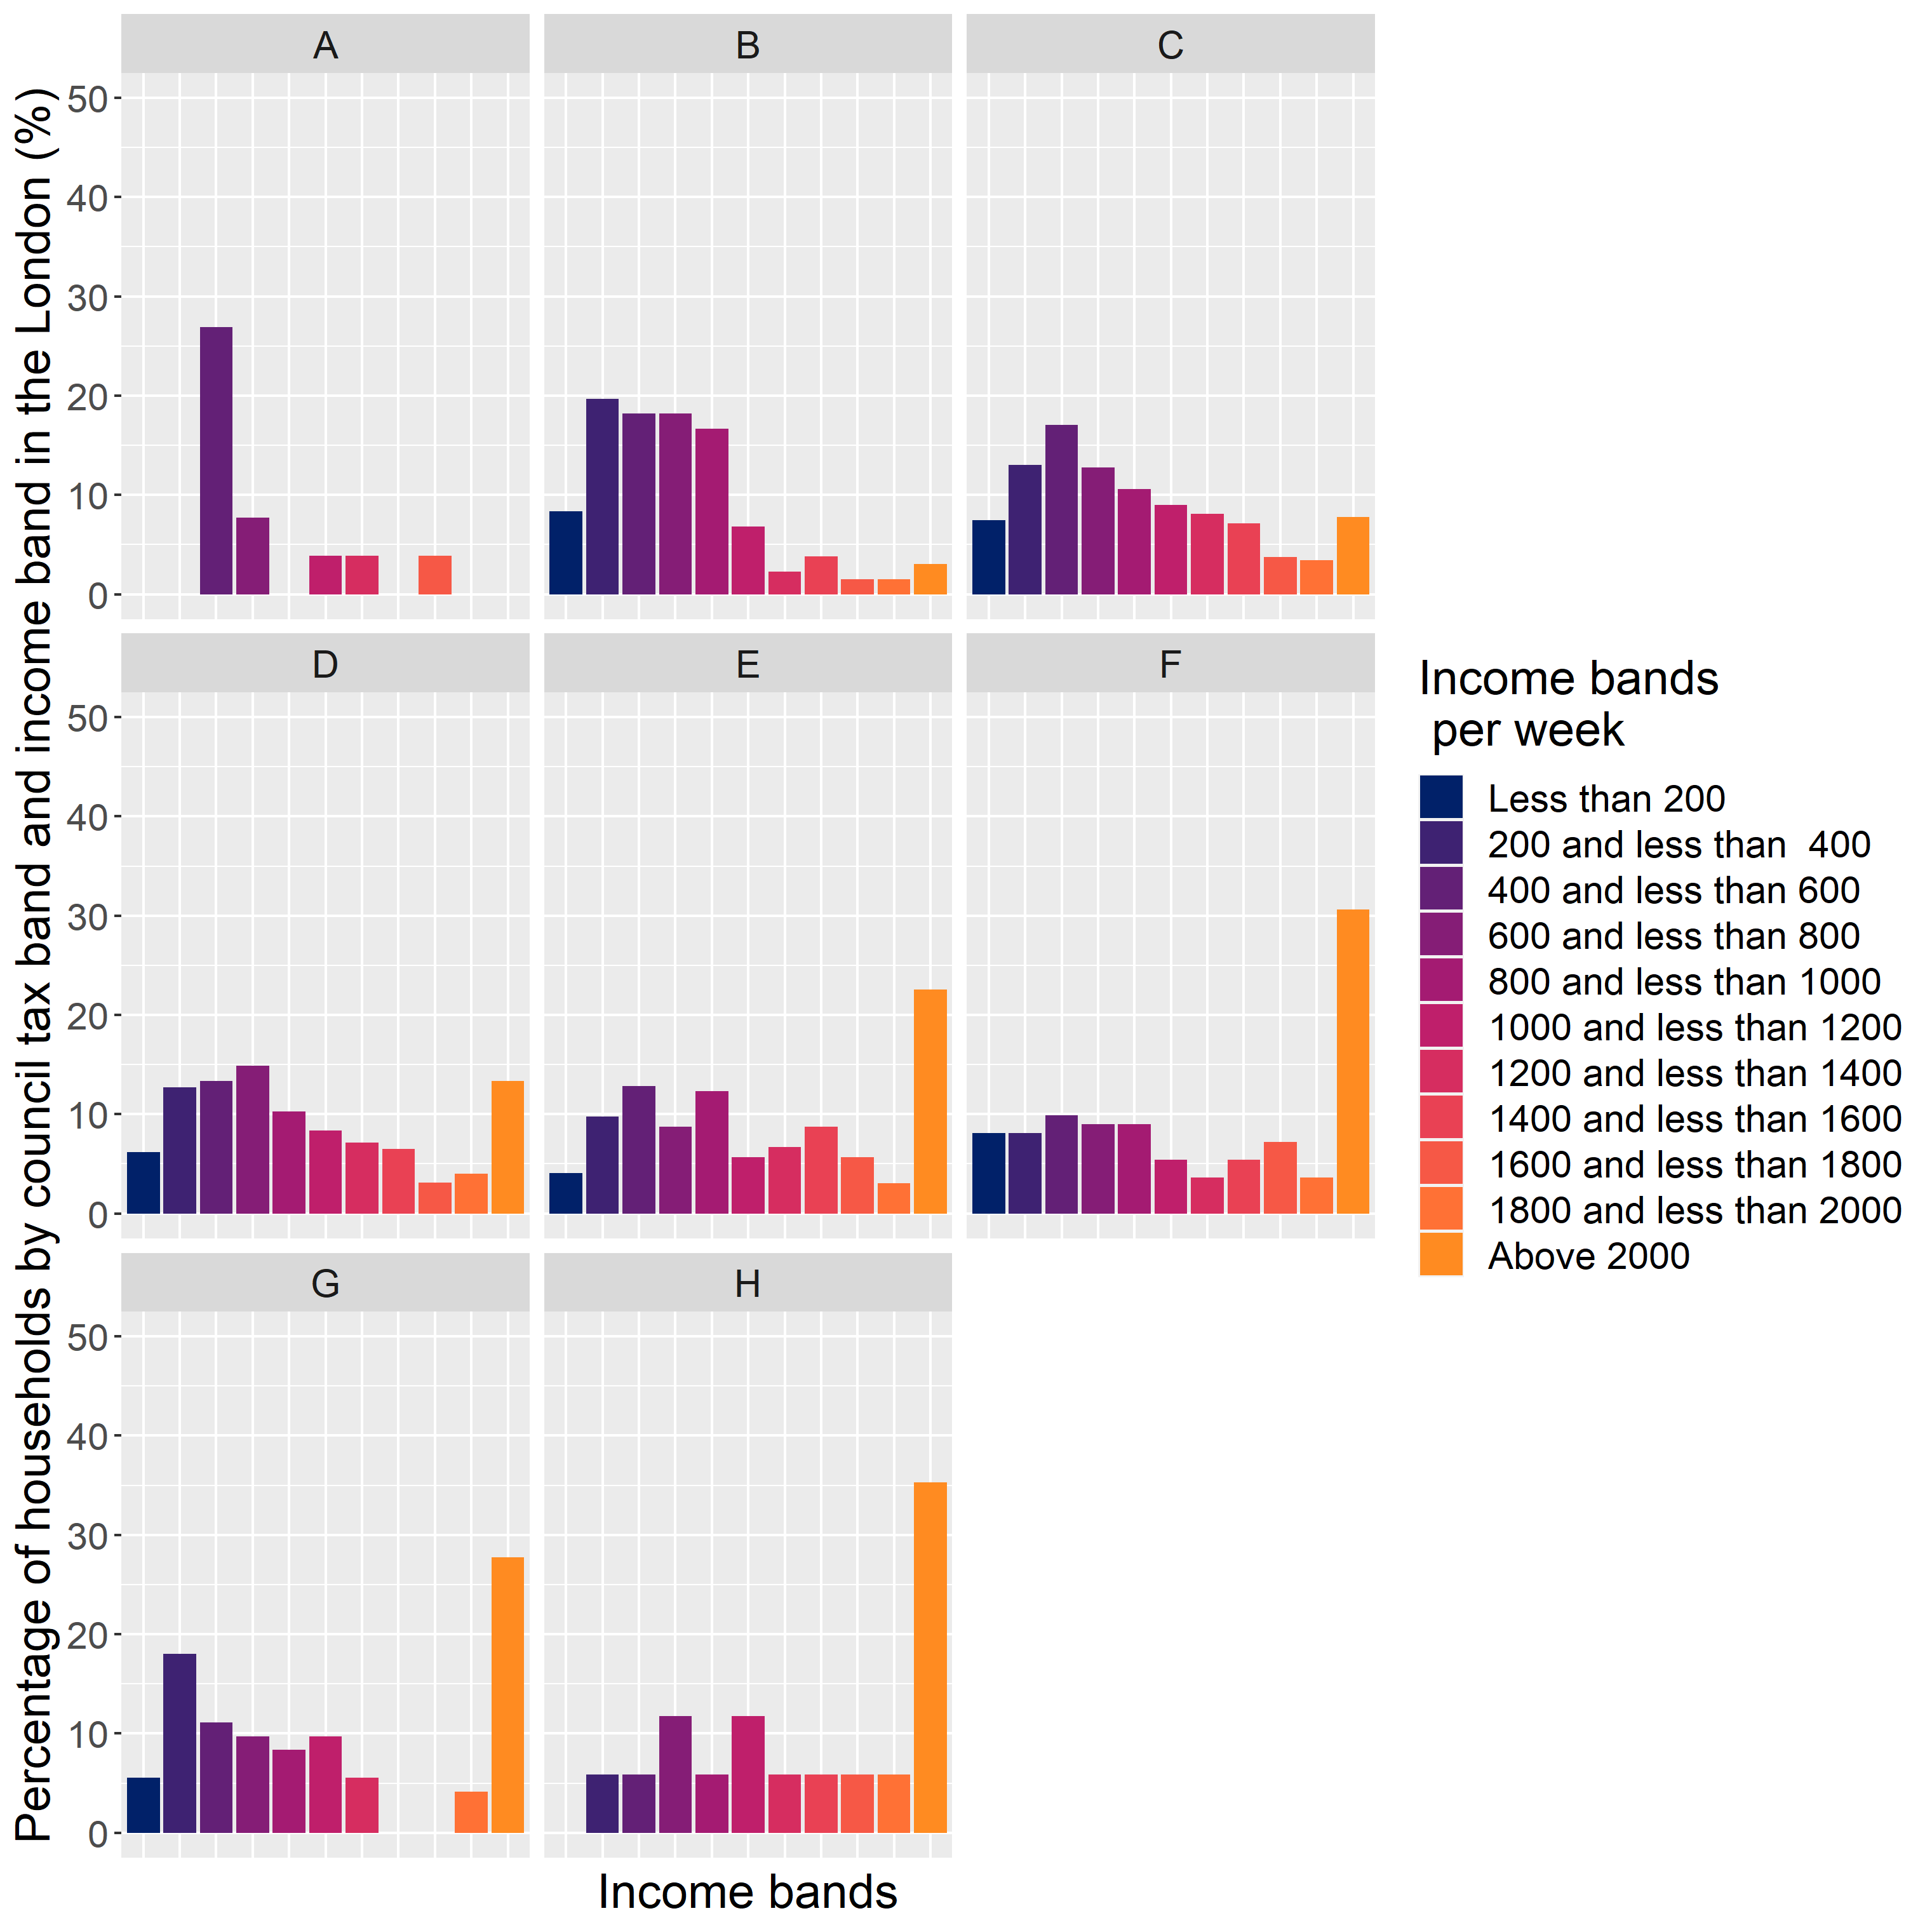 Percentage of households by council tax band and income band in the London (%)
A
B
C
50
40
30
20
10
0
D
E
F
50
40
30
20
10
0
G
H
50
40
30
20
10
0
Income bands
Income bands
per week
Less than 200
200 and less than  400
400 and less than 600
600 and less than 800
800 and less than 1000
1000 and less than 1200
1200 and less than 1400
1400 and less than 1600
1600 and less than 1800
1800 and less than 2000
Above 2000